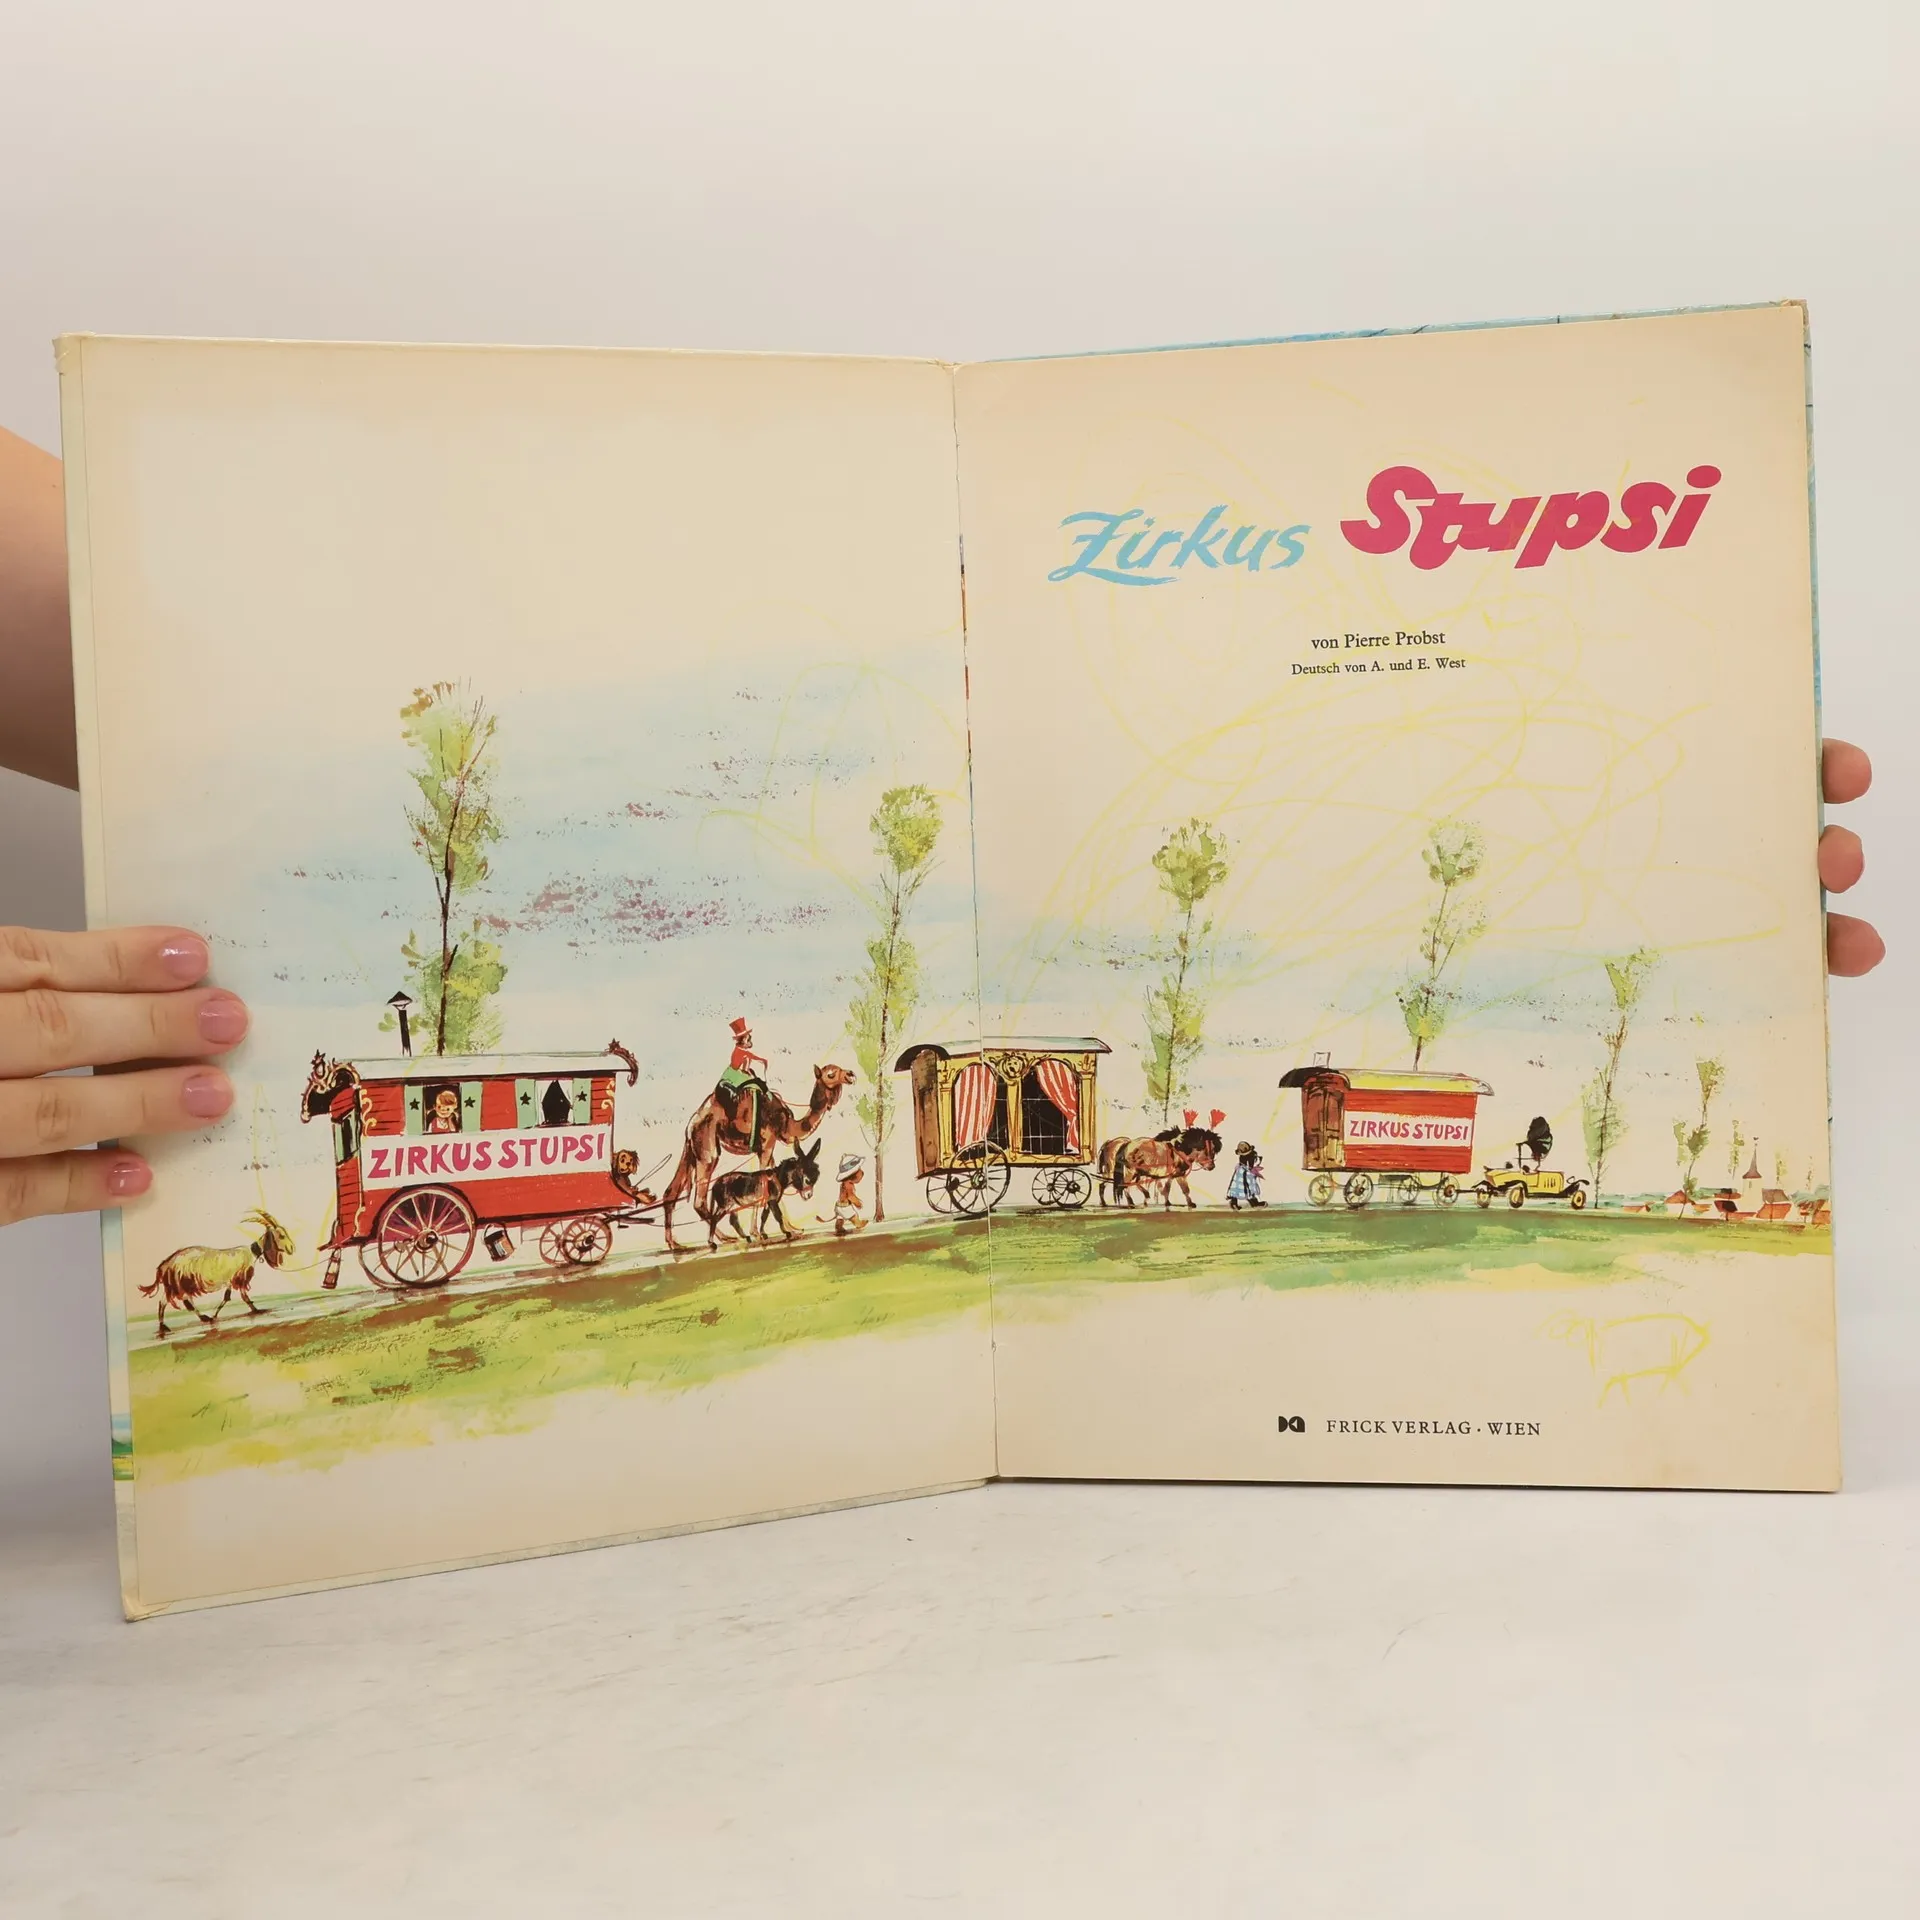 Zirkus Stupsi
von Pierre Probst
Deutsch von A. und E. West
ZIRKUS STUPSI
ZIRKUS STUPSI
FRICK VERLAG · WIEN